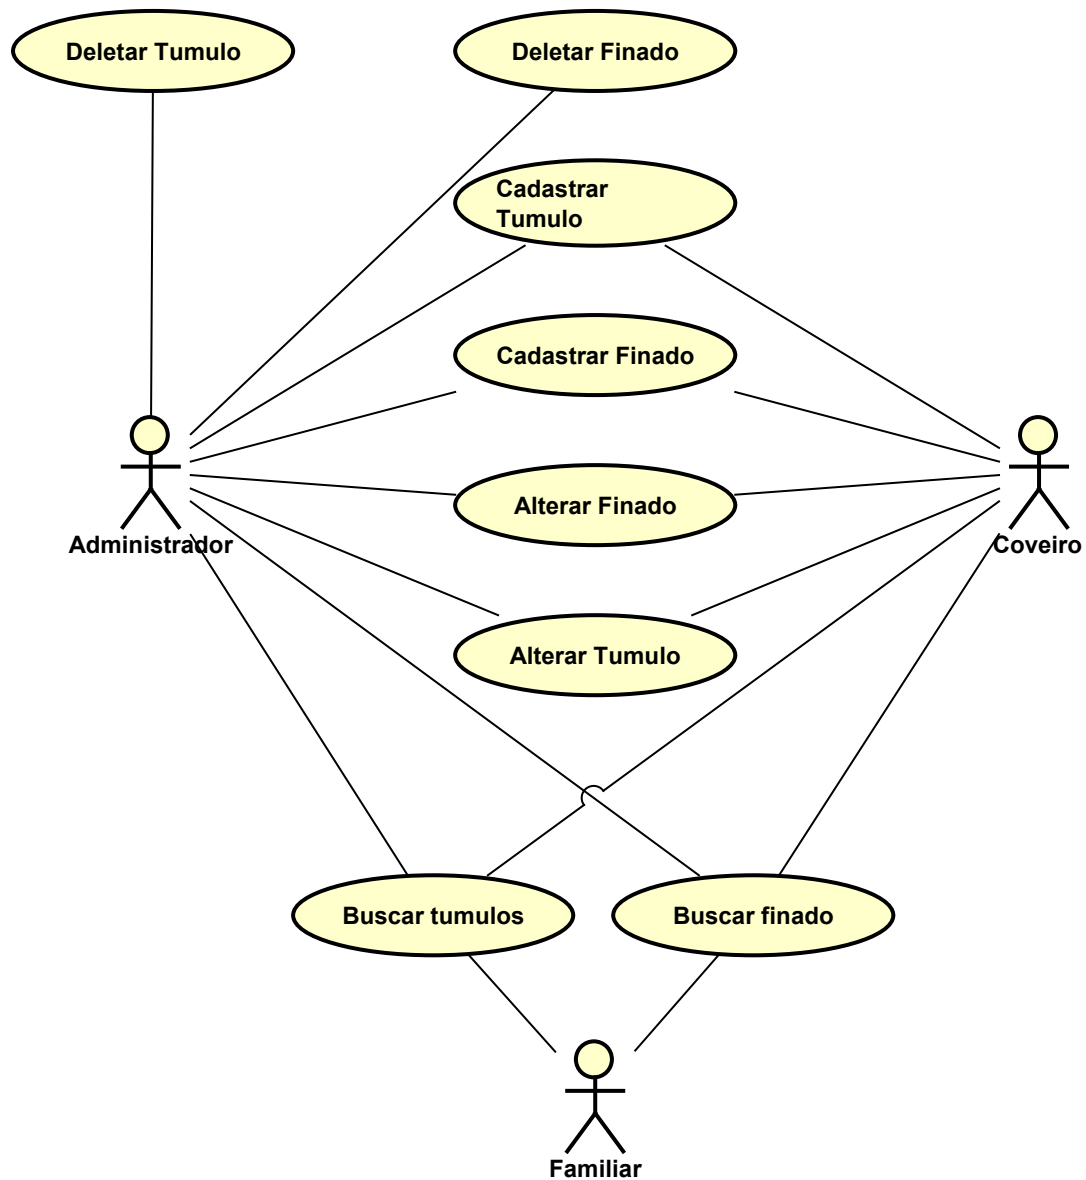 Deletar Tumulo
Deletar Finado
Cadastrar
Tumulo
Cadastrar Finado
Alterar Finado
Administrador
Coveiro
Alterar Tumulo
Buscar tumulos
Buscar finado
Familiar